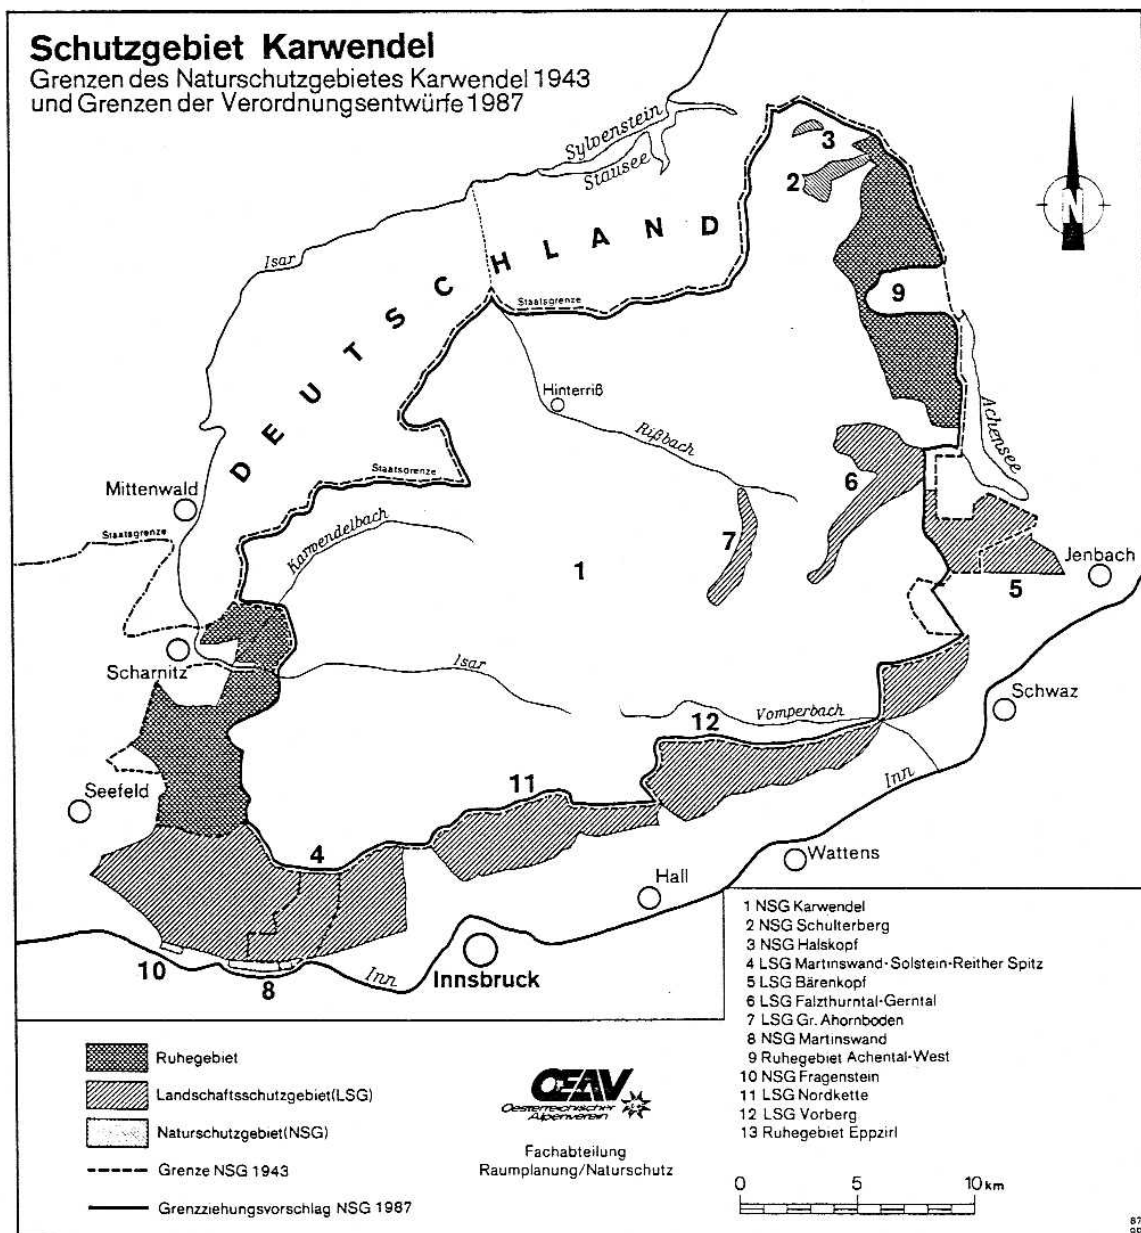 Schutzgebiet Karwendel
Grenzen des Naturschutzgebietes Karwendel 1943
und Grenzen der Verordnungsentwürfe 1987
Sylvenstein
Stausee
3
2
N
Isar
DEUTSCHLAND
Staatsgrenze
9
Hinterriß
Rißbach
Achensee
Staatsgrenze
6
Mittenwald
Staatsgrenze
Karwendelbach
7
1
Jenbach
5
Scharnitz
Isar
Schwaz
12
Vomperbach
Inn
11
Seefeld
4
Wattens
Hall
10
8
Inn
Innsbruck
1 NSG Karwendel
2 NSG Schulterberg
3 NSG Halskopf
4 LSG Martinswand-Solstein-Reither Spitz
5 LSG Bärenkopf
6 LSG Falzthurntal-Gerntal
7 LSG Gr. Ahornboden
8 NSG Martinswand
9 Ruhegebiet Achental-West
10 NSG Fragenstein
11 LSG Nordkette
12 LSG Vorberg
13 Ruhegebiet Eppzirl
Ruhegebiet
Landschaftsschutzgebiet(LSG)
Naturschutzgebiet(NSG)
Grenze NSG 1943
Grenzziehungsvorschlag NSG 1987
OEAV
Oesterreichischer
Alpenverein
Fachabteilung
Raumplanung/Naturschutz
0 5 10 km
87